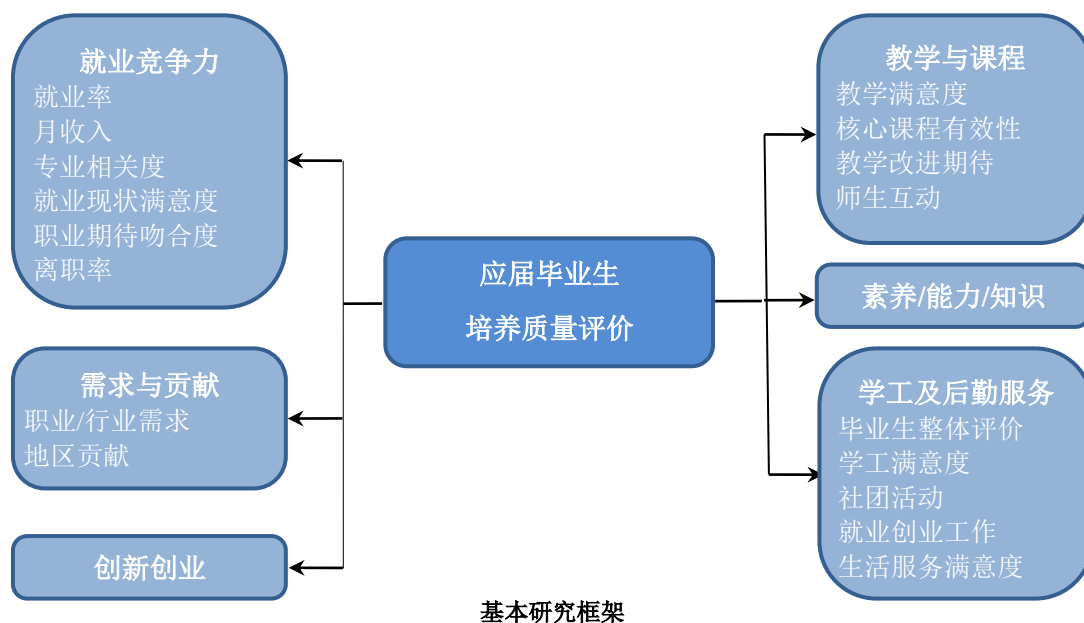 就业竞争力
就业率
月收入
专业相关度
就业现状满意度
职业期待吻合度
离职率
需求与贡献
职业/行业需求
地区贡献
创新创业
应届毕业生
培养质量评价
教学与课程
教学满意度
核心课程有效性
教学改进期待
师生互动
素养/能力/知识
学工及后勤服务
毕业生整体评价
学工满意度
社团活动
就业创业工作
生活服务满意度
基本研究框架